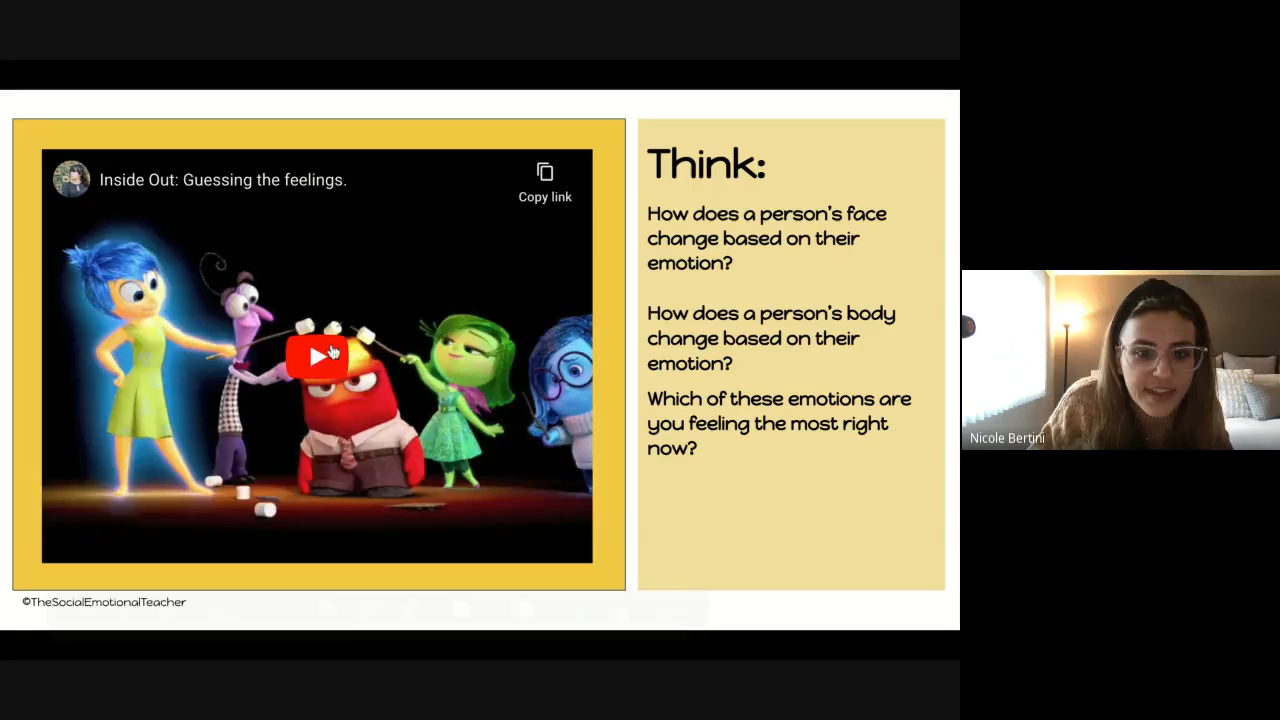 Inside Out: Guessing the feelings.
Copy link
Think:
How does a person's face
change based on their
emotion?
How does a person's body
change based on their
emotion?
Which of these emotions are
you feeling the most right
now?
©TheSocialEmotionalTeacher
Nicole Bertini